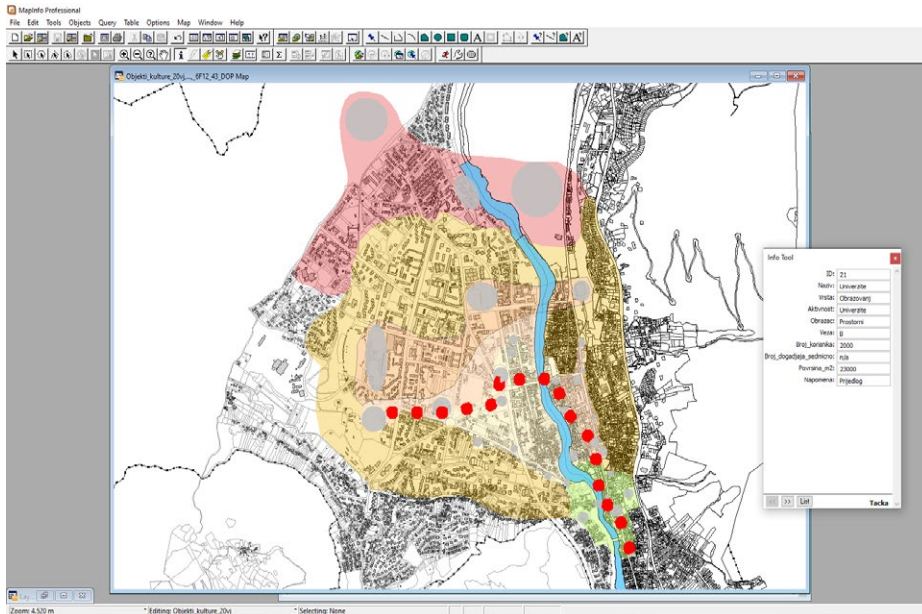 MapInfo Professional
File Edit Tools Objects Query Table Options Map Window Help
Objekti_kulture_20vj,...,_6F12_43_DOP Map
Info Tool
ID: 21
Naziv: Univerzite
Vrsta: Obrazovanj
Aktivnost: Univerzite
Obrazac: Prostorni
Veza: B
Broj_korisnika: 2000
Broj_dogadjaja_sedmicno: n/a
Povrsina_m2: 23000
Napomena: Prijedlog
<< >> List Tacka
Zoom: 4.520 m Editing: Objekti_kulture_20vj Selecting: None